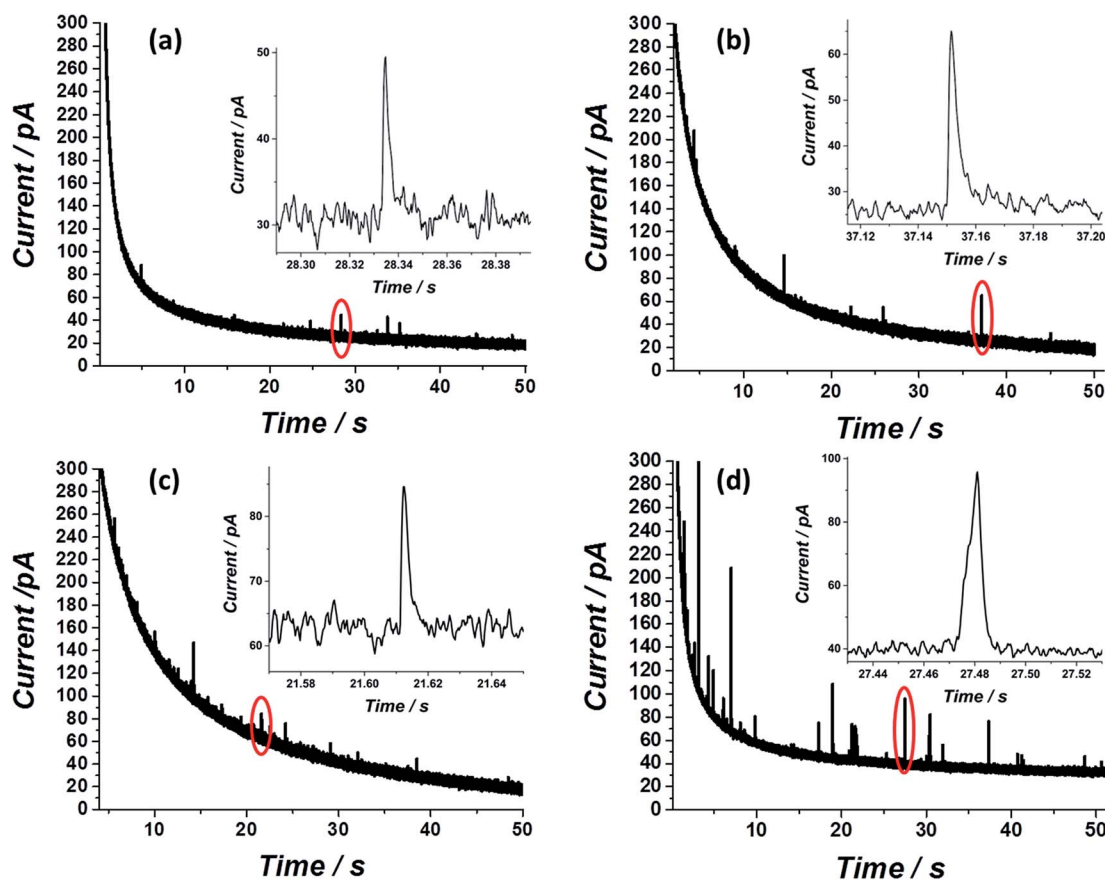 (a)
Current / pA
300
280
260
240
220
200
180
160
140
120
100
80
60
40
20
0
10 20 30 40 50
Time / s
Current / pA
50
40
30
28.30 28.32 28.34 28.36 28.38
Time / s
(b)
Current / pA
300
280
260
240
220
200
180
160
140
120
100
80
60
40
20
0
10 20 30 40 50
Time / s
Current / pA
60
50
40
30
37.12 37.14 37.16 37.18 37.20
Time / s
(c)
Current /pA
300
280
260
240
220
200
180
160
140
120
100
80
60
40
20
0
10 20 30 40 50
Time / s
Current / pA
80
70
60
21.58 21.60 21.62 21.64
Time / s
(d)
Current / pA
300
280
260
240
220
200
180
160
140
120
100
80
60
40
20
0
10 20 30 40 50
Time / s
Current / pA
100
80
60
40
27.44 27.46 27.48 27.50 27.52
Time / s